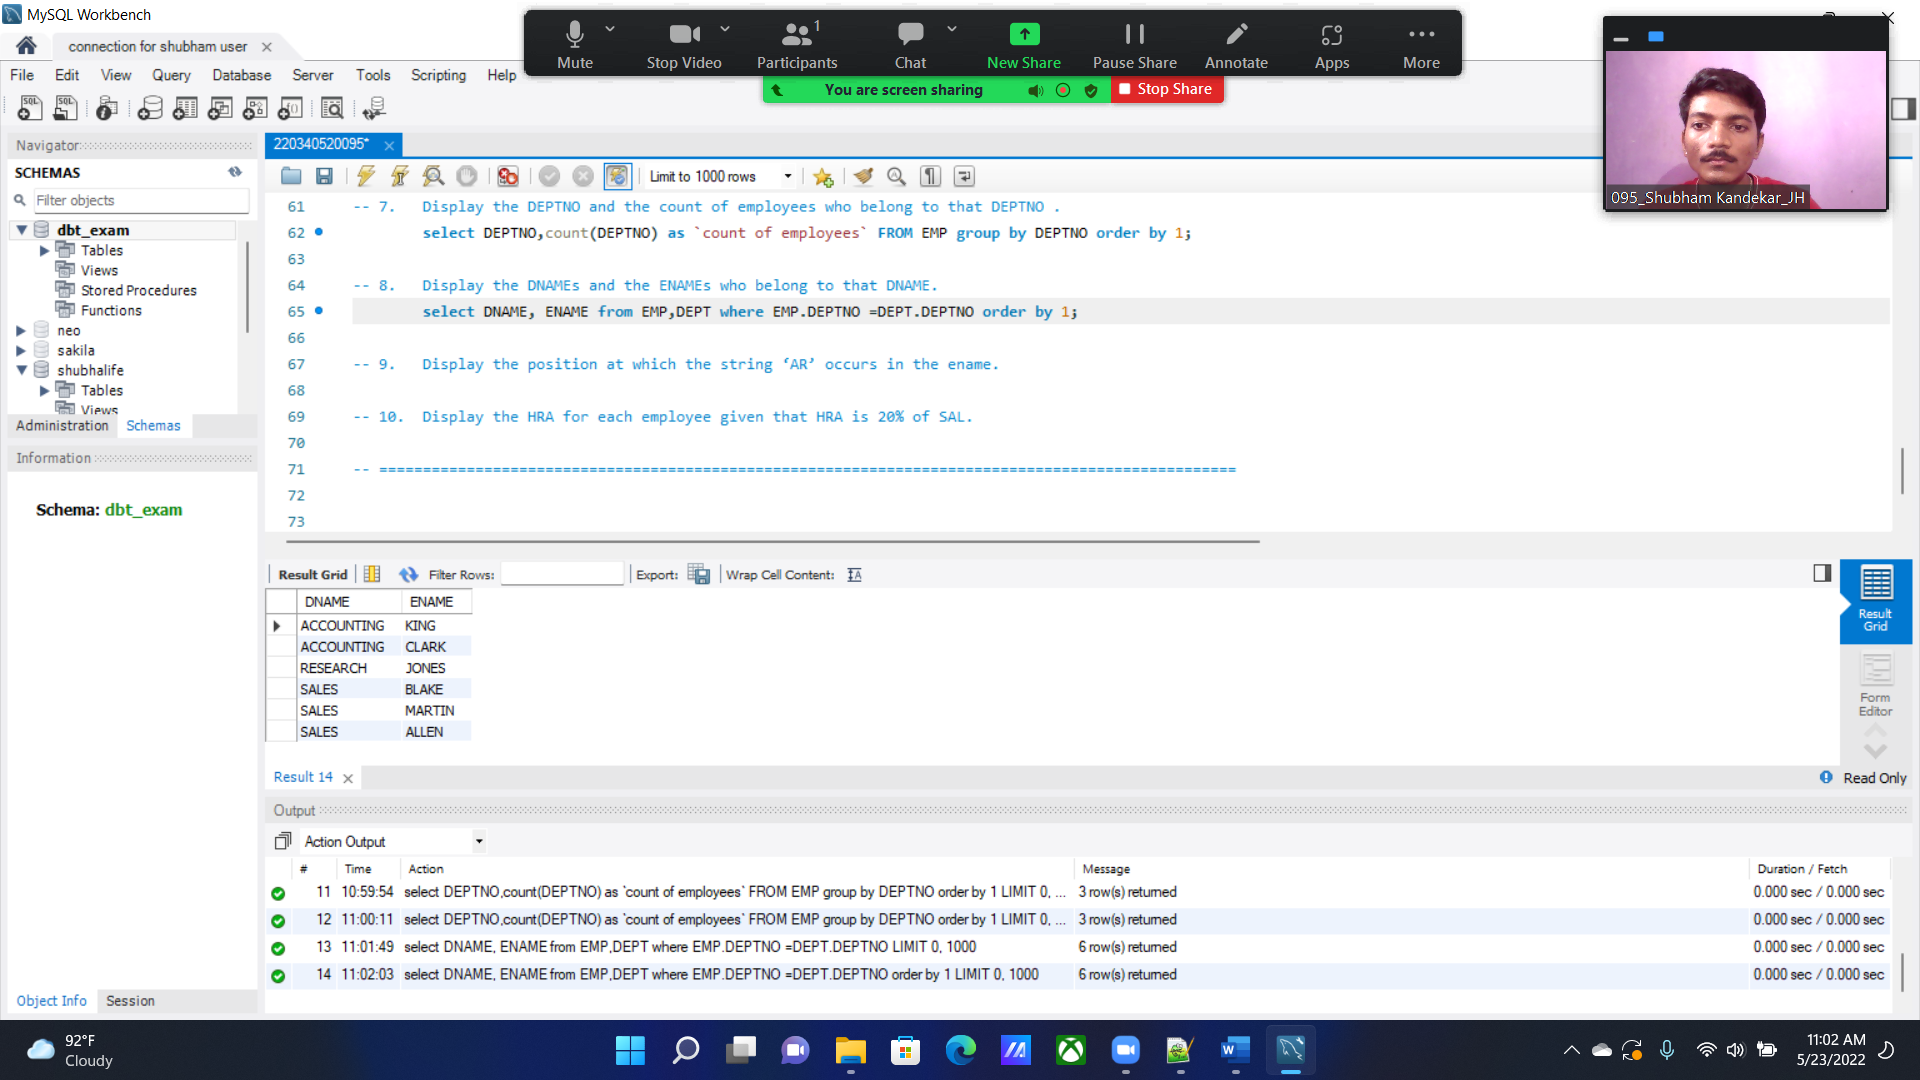 MySQL Workbench
connection for shubham user
File Edit View Query Database Server Tools Scripting Help
Mute Stop Video Participants 1 Chat New Share Pause Share Annotate Apps More
You are screen sharing Stop Share
095_Shubham Kandekar_JH
Navigator
SCHEMAS
Filter objects
dbt_exam
Tables
Views
Stored Procedures
Functions
neo
sakila
shubhalife
Tables
Views
Administration Schemas
Information
Schema: dbt_exam
Object Info Session
220340520095*
Limit to 1000 rows
61 -- 7. Display the DEPTNO and the count of employees who belong to that DEPTNO .
62 select DEPTNO,count(DEPTNO) as `count of employees` FROM EMP group by DEPTNO order by 1;
63
64 -- 8. Display the DNAMEs and the ENAMEs who belong to that DNAME.
65 select DNAME, ENAME from EMP,DEPT where EMP.DEPTNO =DEPT.DEPTNO order by 1;
66
67 -- 9. Display the position at which the string ‘AR’ occurs in the ename.
68
69 -- 10. Display the HRA for each employee given that HRA is 20% of SAL.
70
71 -- ==================================================================================================
72
73
Result Grid Filter Rows: Export: Wrap Cell Content:
DNAME ENAME
ACCOUNTING KING
ACCOUNTING CLARK
RESEARCH JONES
SALES BLAKE
SALES MARTIN
SALES ALLEN
Result Grid
Form Editor
Result 14
Read Only
Output
Action Output
# Time Action Message Duration / Fetch
11 10:59:54 select DEPTNO,count(DEPTNO) as `count of employees` FROM EMP group by DEPTNO order by 1 LIMIT 0, ... 3 row(s) returned 0.000 sec / 0.000 sec
12 11:00:11 select DEPTNO,count(DEPTNO) as `count of employees` FROM EMP group by DEPTNO order by 1 LIMIT 0, ... 3 row(s) returned 0.000 sec / 0.000 sec
13 11:01:49 select DNAME, ENAME from EMP,DEPT where EMP.DEPTNO =DEPT.DEPTNO LIMIT 0, 1000 6 row(s) returned 0.000 sec / 0.000 sec
14 11:02:03 select DNAME, ENAME from EMP,DEPT where EMP.DEPTNO =DEPT.DEPTNO order by 1 LIMIT 0, 1000 6 row(s) returned 0.000 sec / 0.000 sec
92°F
Cloudy
11:02 AM
5/23/2022